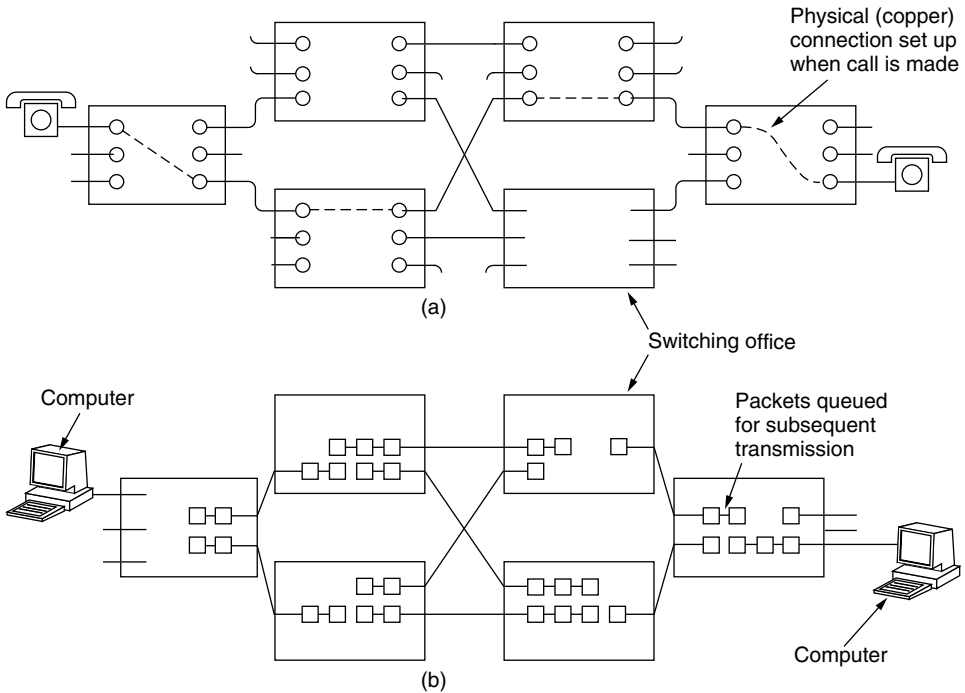 Physical (copper)
connection set up
when call is made
(a)
Switching office
Computer
Packets queued
for subsequent
transmission
Computer
(b)